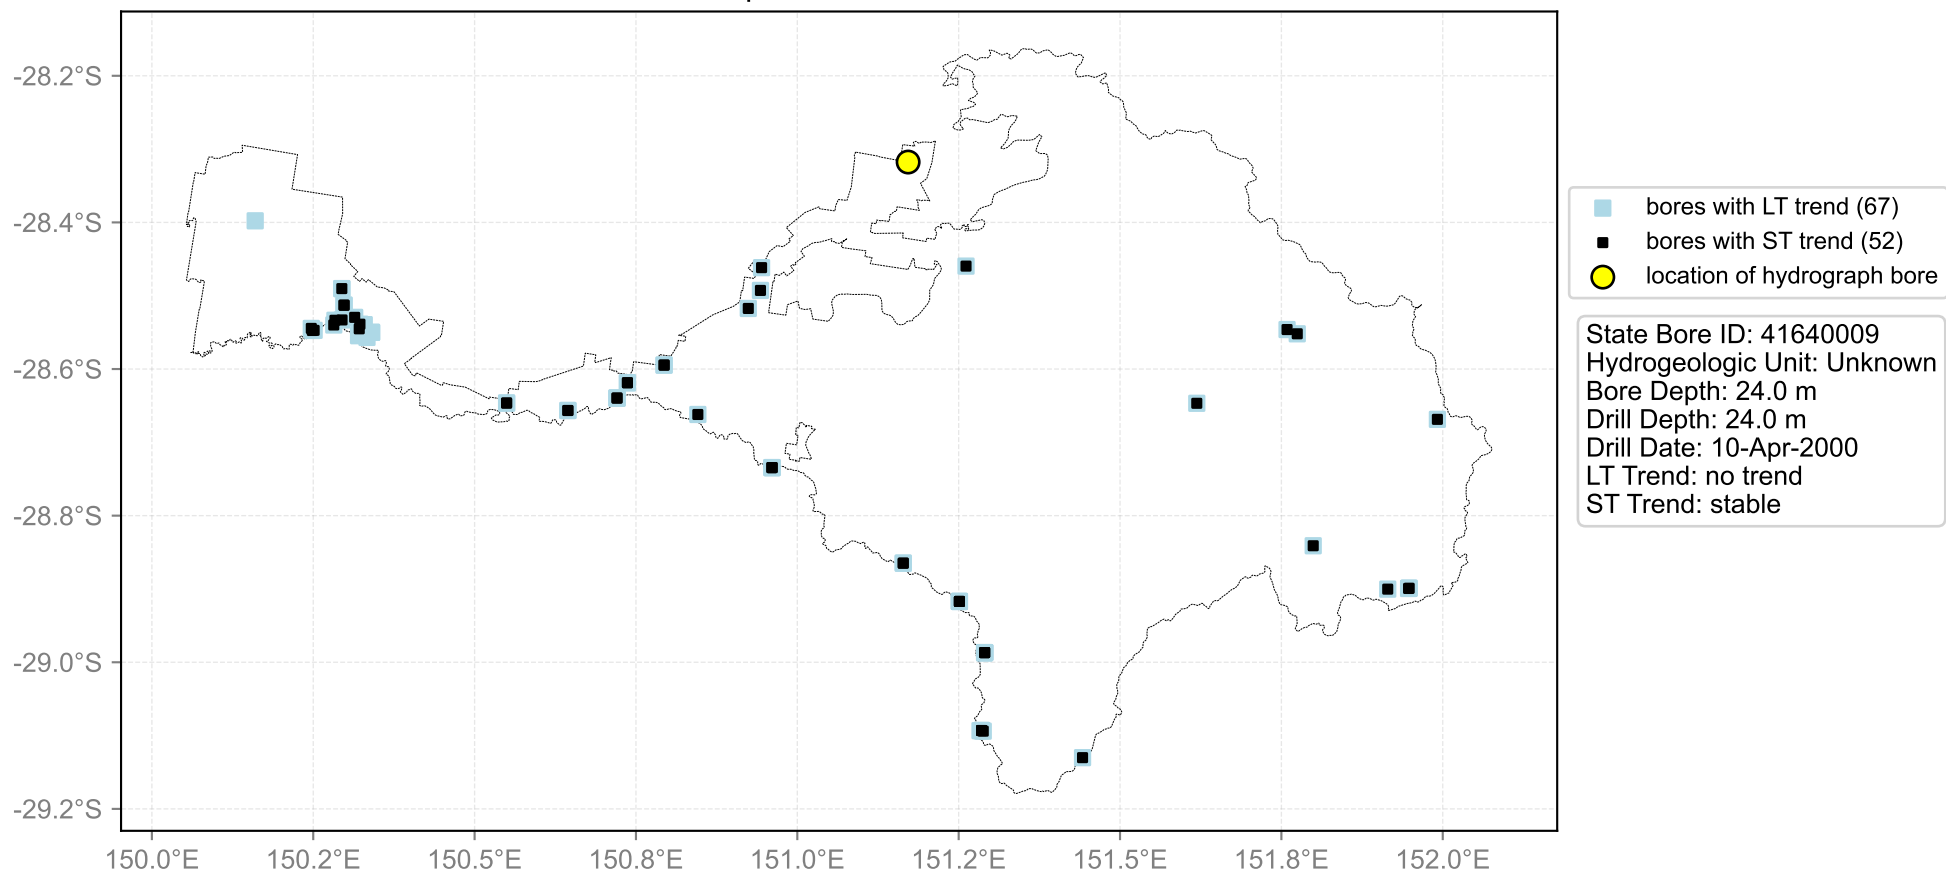 -28.2°S
-28.4°S
-28.6°S
-28.8°S
-29.0°S
-29.2°S
150.0°E 150.2°E 150.5°E 150.8°E 151.0°E 151.2°E 151.5°E 151.8°E 152.0°E
bores with LT trend (67)
bores with ST trend (52)
location of hydrograph bore
State Bore ID: 41640009
Hydrogeologic Unit: Unknown
Bore Depth: 24.0 m
Drill Depth: 24.0 m
Drill Date: 10-Apr-2000
LT Trend: no trend
ST Trend: stable